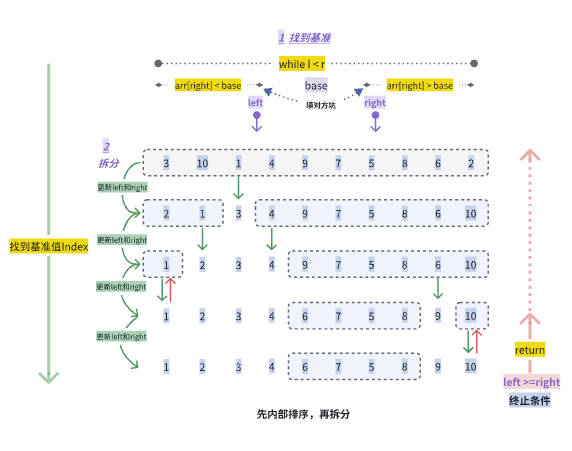 1 找到基准
while l < r
arr[right] < base
base
arr[right] > base
left
填对方坑
right
2
拆分
3 10 1 4 9 7 5 8 6 2
更新left和right
2 1 3 4 9 7 5 8 6 10
更新left和right
找到基准值Index
1 2 3 4 9 7 5 8 6 10
更新left和right
1 2 3 4 6 7 5 8 9 10
更新left和right
return
1 2 3 4 6 7 5 8 9 10
left >=right
终止条件
先内部排序，再拆分